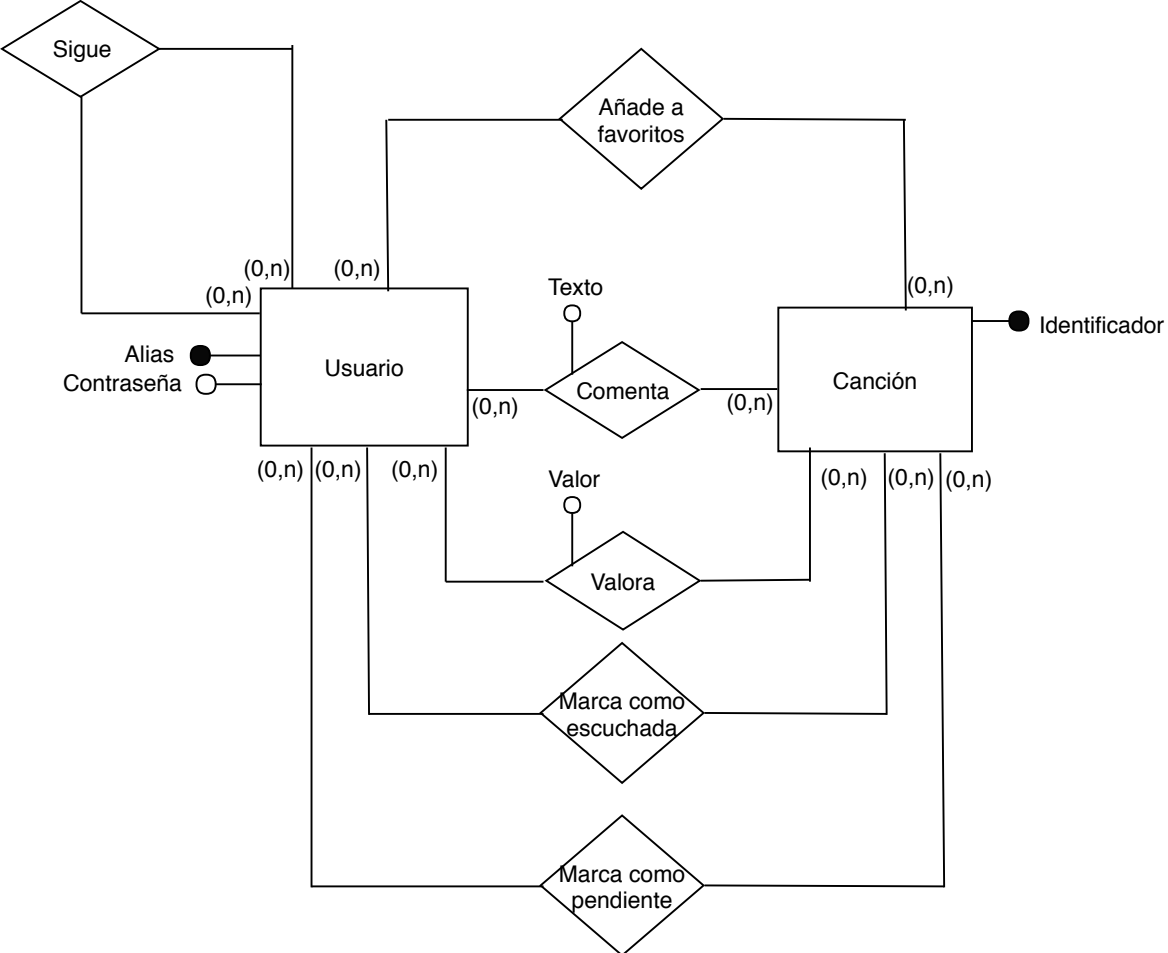 Sigue
Añade a
favoritos
(0,n)
(0,n)
(0,n)
(0,n)
Texto
Identificador
Alias
Contraseña
Usuario
Comenta
Canción
(0,n)
(0,n)
(0,n)
(0,n)
(0,n)
(0,n)
(0,n)
(0,n)
Valor
Valora
Marca como
escuchada
Marca como
pendiente